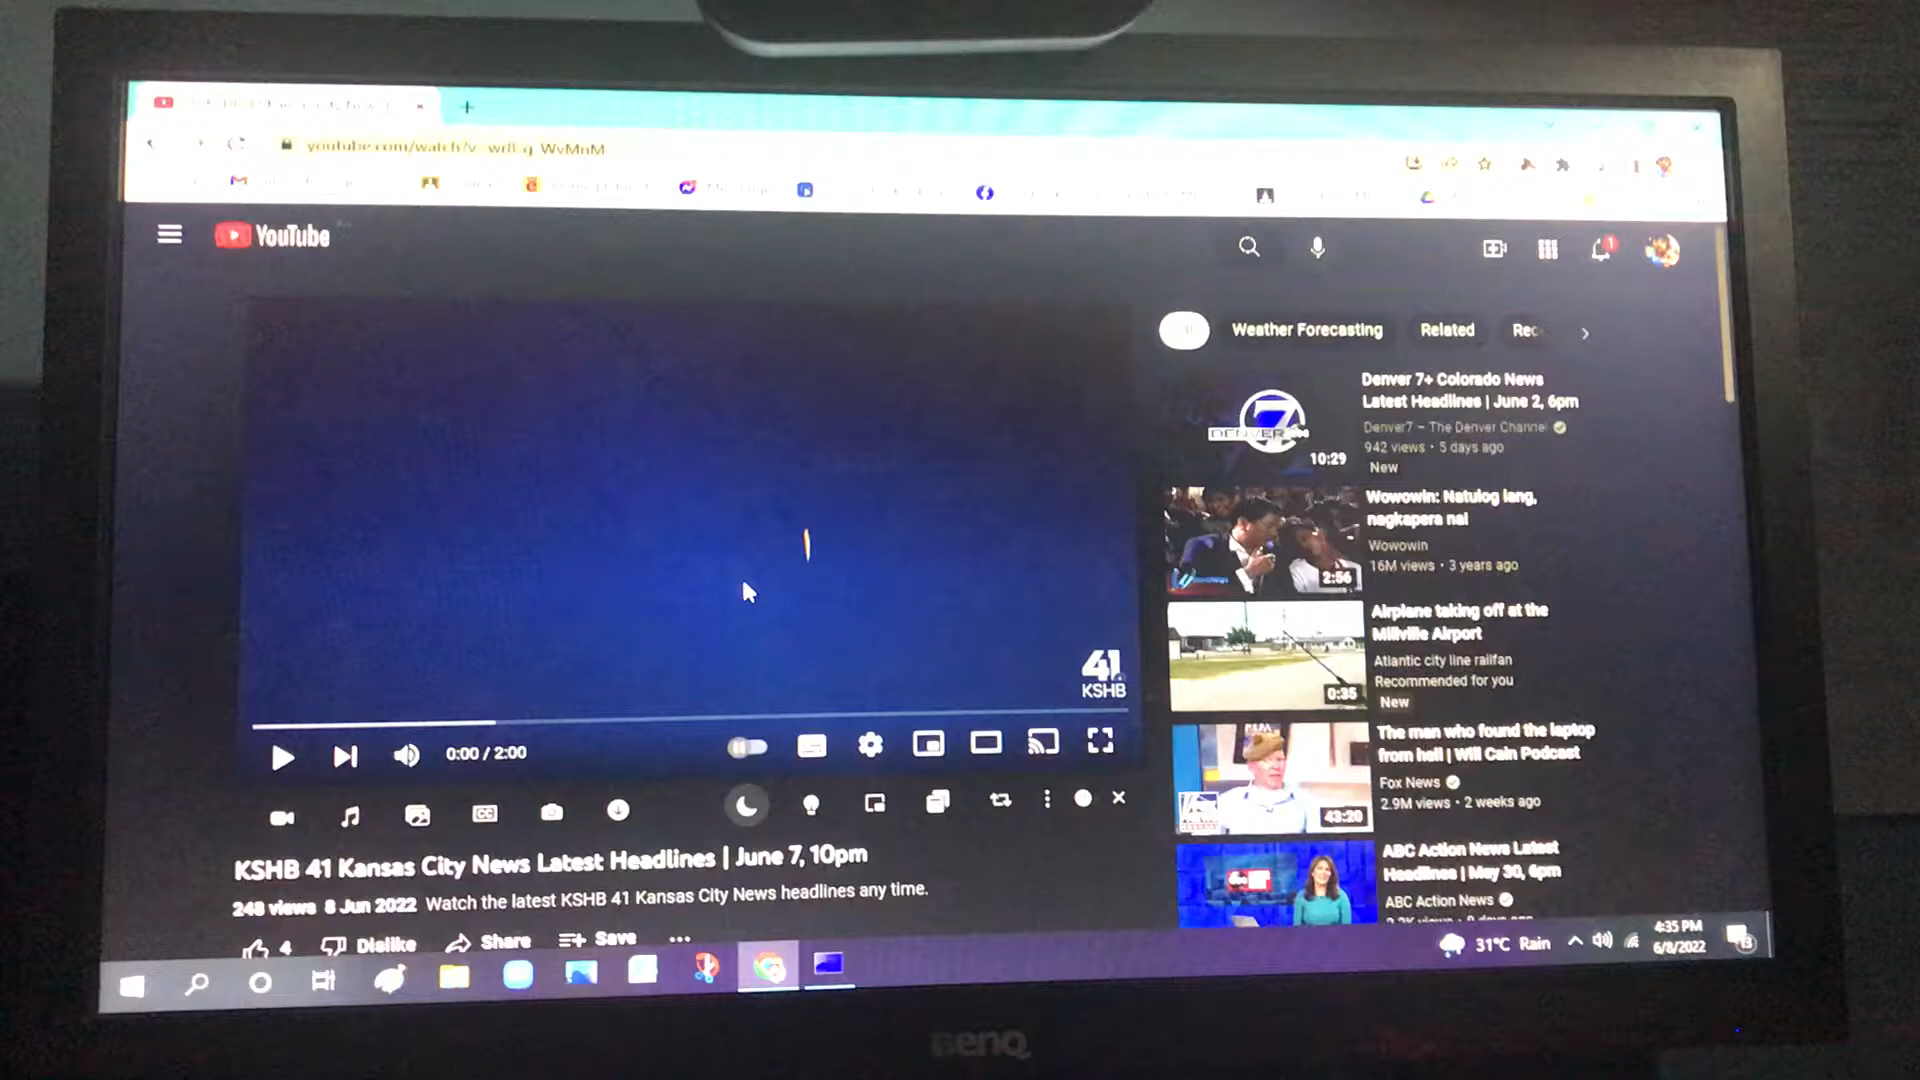 YouTube
Weather Forecasting
Related
Denver 7+ Colorado News
Latest Headlines | June 2, 6pm
Denver7 – The Denver Channel
942 views • 5 days ago
New
7
DENVER
10:29
Wowowin: Natulog lang,
nagkapera na!
Wowowin
16M views • 3 years ago
2:56
Airplane taking off at the
Millville Airport
Atlantic city line railfan
Recommended for you
New
0:35
The man who found the laptop
from hell | Will Cain Podcast
Fox News
2.9M views • 2 weeks ago
43:20
ABC Action News Latest
Headlines | May 30, 6pm
ABC Action News
41
KSHB
0:00 / 2:00
KSHB 41 Kansas City News Latest Headlines | June 7, 10pm
248 views 8 Jun 2022 Watch the latest KSHB 41 Kansas City News headlines any time.
4 Dislike Share Save
31°C Rain
4:35 PM
6/8/2022
BenQ